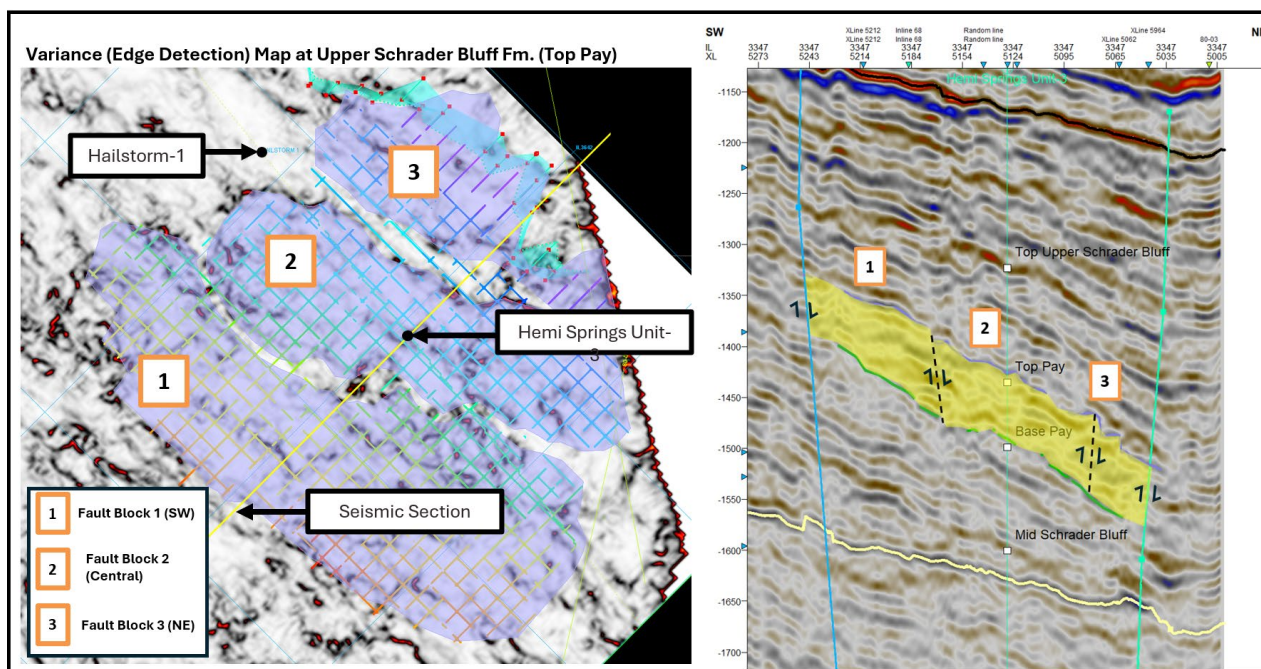 Variance (Edge Detection) Map at Upper Schrader Bluff Fm. (Top Pay)
Hailstorm-1
3
2
1
Hemi Springs Unit-
3
Seismic Section
1 Fault Block 1 (SW)
2 Fault Block 2
(Central)
3 Fault Block 3 (NE)
SW
XLine 5212 Inline 68 Random line XLine 5964
XLine 5212 Inline 68 Random line XLine 5062 80-03
IL 3347 3347 3347 3347 3347 3347 3347 3347 3347 3347
XL 5273 5243 5214 5184 5154 5124 5095 5065 5035 5005
Hemi Springs Unit
-1150
-1200
-1250
-1300
Top Upper Schrader Bluff
1
-1350
2
-1400
Top Pay
3
-1450
Base Pay
-1500
Mid Schrader Bluff
-1550
-1600
-1650
-1700